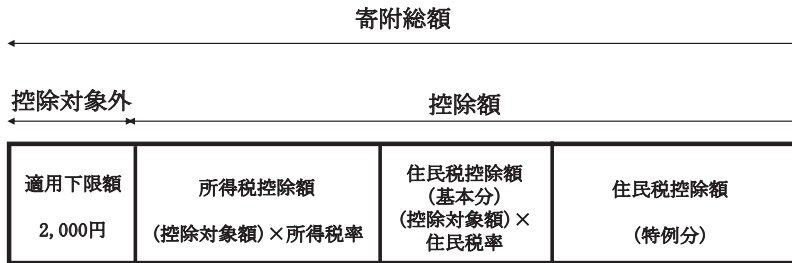 寄附総額
控除対象外
控除額
適用下限額
2,000円
所得税控除額
(控除対象額)×所得税率
住民税控除額
(基本分)
(控除対象額)×
住民税率
住民税控除額
(特例分)